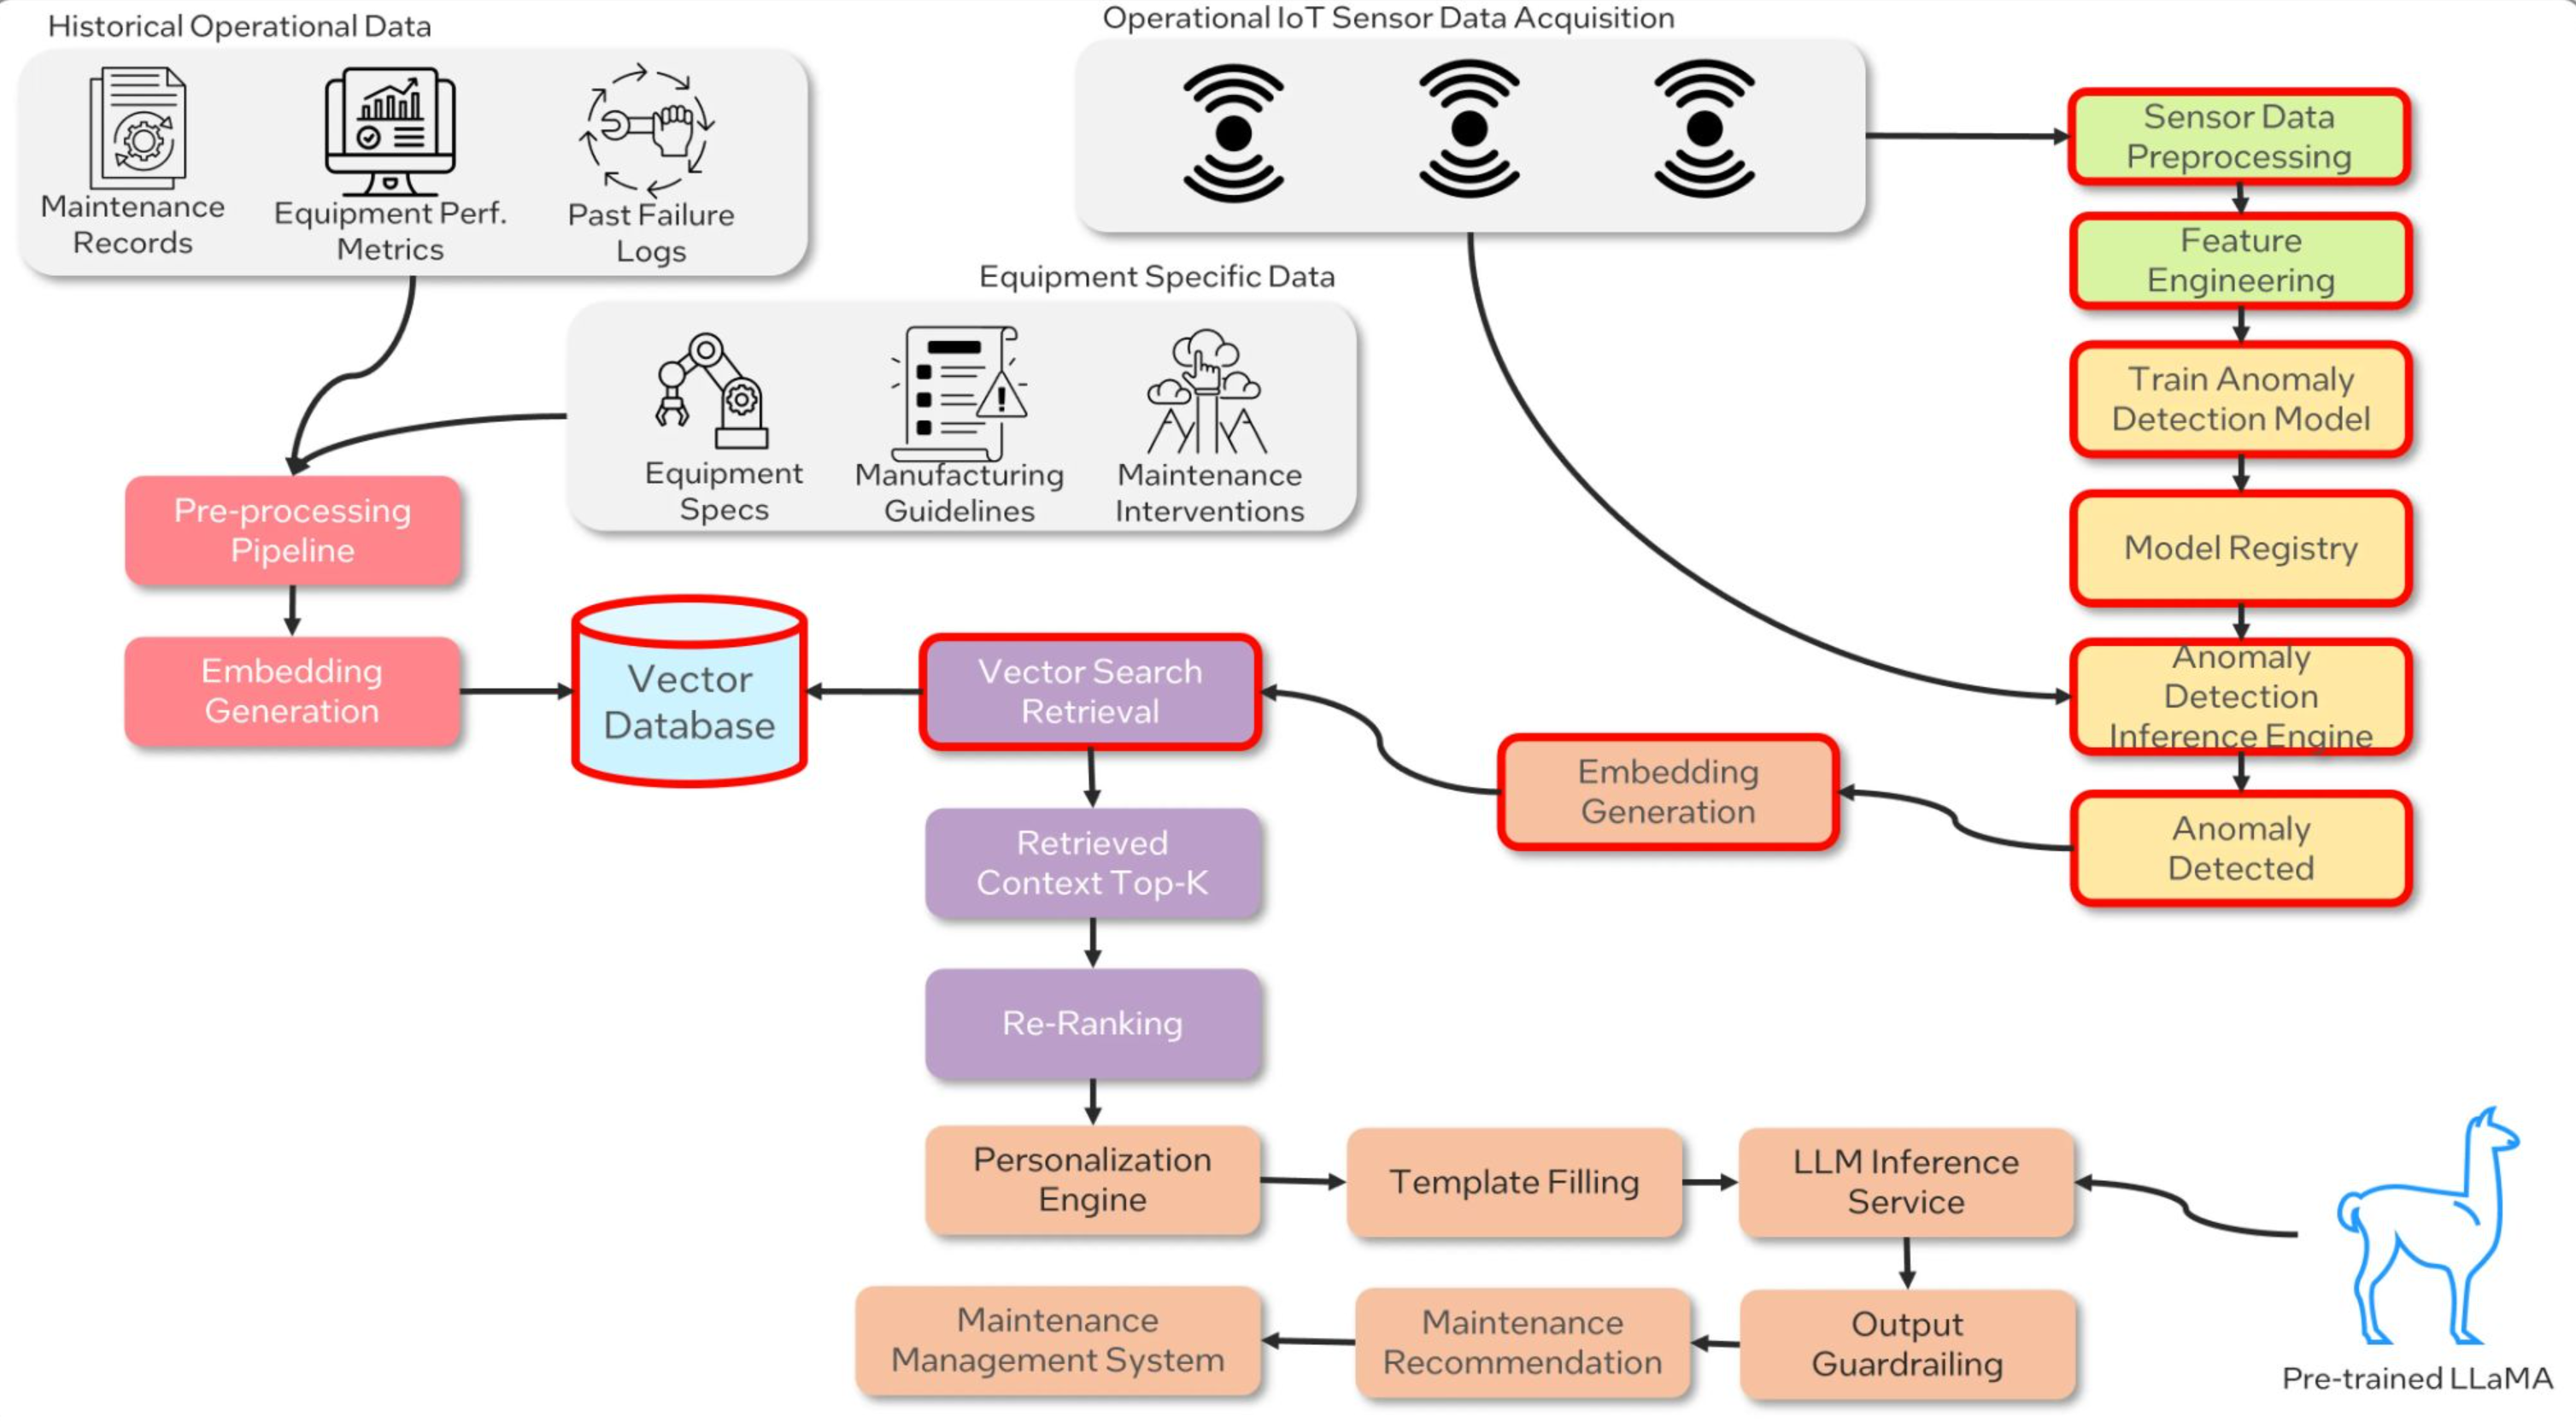 Historical Operational Data
Maintenance
Records
Equipment Perf.
Metrics
Past Failure
Logs
Operational IoT Sensor Data Acquisition
Equipment Specific Data
Equipment
Specs
Manufacturing
Guidelines
Maintenance
Interventions
Sensor Data
Preprocessing
Feature
Engineering
Train Anomaly
Detection Model
Model Registry
Anomaly
Detection
Inference Engine
Anomaly
Detected
Pre-processing
Pipeline
Embedding
Generation
Vector
Database
Vector Search
Retrieval
Embedding
Generation
Retrieved
Context Top-K
Re-Ranking
Personalization
Engine
Template Filling
LLM Inference
Service
Maintenance
Management System
Maintenance
Recommendation
Output
Guardrailing
Pre-trained LLaMA